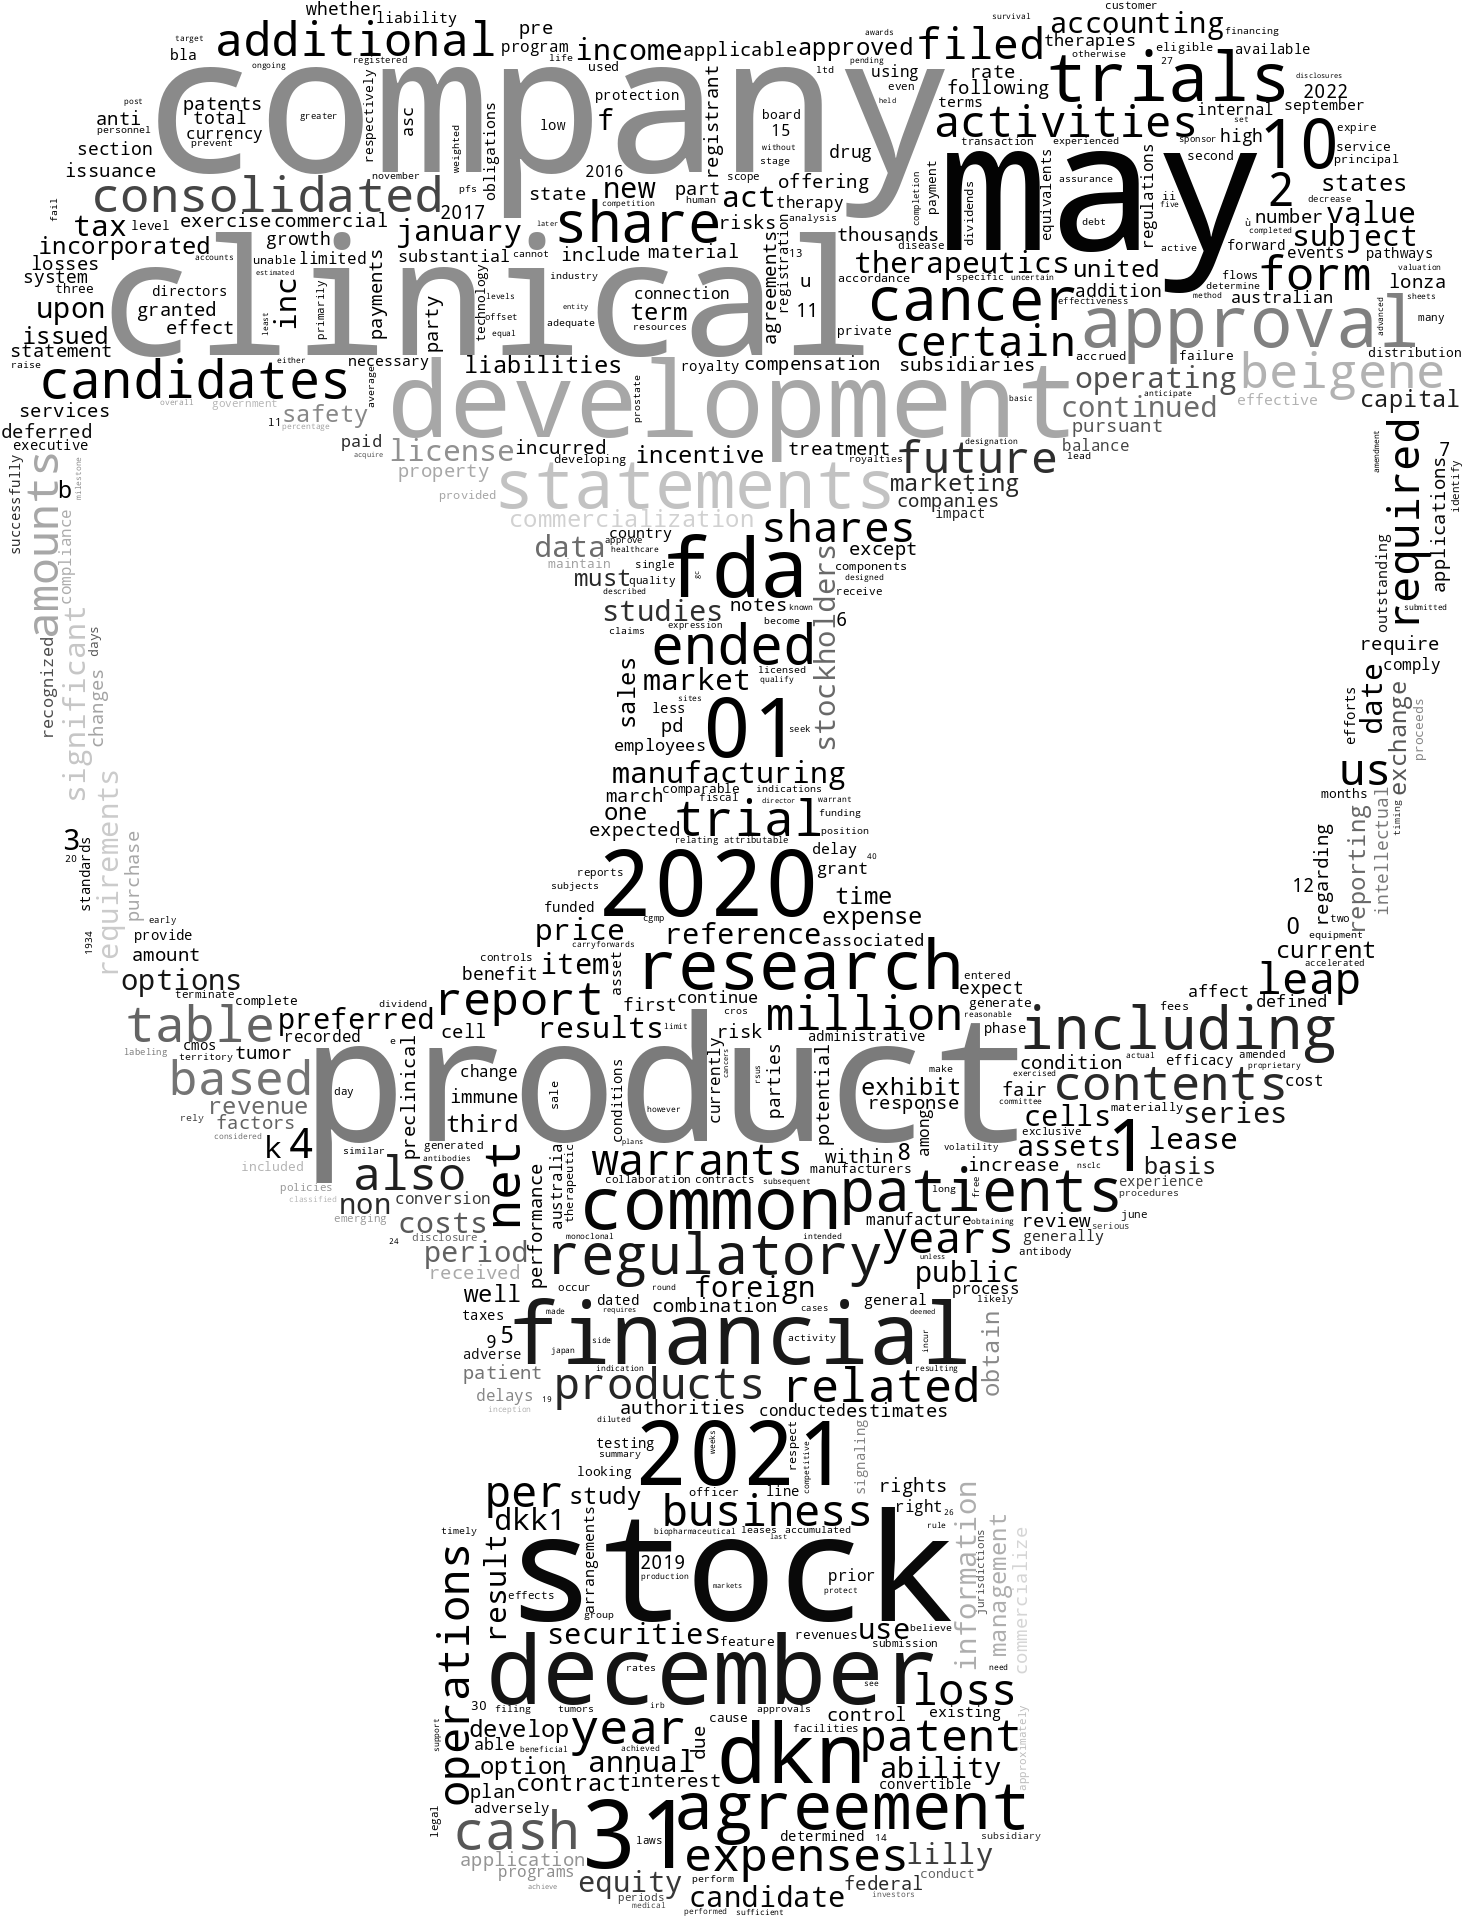 whether liability customer survival
additional pre program income applicable approved filed accounting therapies financing
bla target ongoing registered life used ltd pending awards using even rate following eligible otherwise 27 available
company trials disclosures 2022
post anti personnel patents total currency prevent greater respectively asc weighted obligations protection low f registrant board 15 without stage drug held terms activities internal september set
section issuance november pfs 2016 state new competition part human scope act offering therapy may transaction experienced sponsor high 10 expire service principal second
consolidated 2017 share risks analysis completion payment dividends equivalents assurance debt regulations ii five active 2 states decrease
fail tax level exercise commercial january later cannot include material registration thousands disease number value ù completed
incorporated growth substantial accounts unable limited industry agreements 13 accordance therapeutics specific uncertain united forward subject events pathways
losses system three estimated clinical payments technology levels entity u 11 addition determine flows form valuation lonza
upon directors granted effect least inc primarily party offset equal adequate connection term resources private cancer effectiveness method australian sheets many advanced
issued statement raise either necessary liabilities royalty compensation certain subsidiaries accrued approval failure distribution
candidates overall government averaged development prostate basic operating anticipate beigene effective capital
services deferred executive 11 safety percentage paid acquire license incurred developing incentive treatment royalties designation continued pursuant balance lead
property provided statements future marketing companies impact
successfully amounts b milestone compliance commercialization shares required amendment 7 identify applications
country approve healthcare data maintain single fda gc except components designed receive stockholders outstanding submitted
must quality described studies notes known become 6
significant recognized changes days claims expression ended licensed qualify require comply
sales market sites less pd 01 seek date efforts exchange proceeds
employees manufacturing us months
requirements purchase march comparable fiscal indications director warrant funding one trial position timing
expected relating attributable delay intellectual reporting regarding
3 20 standards reports subjects 2020 grant 40 time 12
1934 early provide amount funded cgmp price carryforwards reference associated expense 0 two equipment current
options controls benefit item asset research entered expect accelerated leap
terminate complete dividend report first continue cros million generate reasonable affect defined fees
table preferred recorded cell results limit risk administrative phase including
labeling cmos territory tumor e product condition actual efficacy amended proprietary
based preclinical change conditions currently cancers rsus parties potential make exhibit exercised fair contents cost
revenue factors day immune sale however response committee cells materially series
rely considered k 4 similar third generated antibodies plans among exclusive assets volatility 1 lease
included also net warrants within 8 manufacturers increase nsclc basis
policies classified non conversion performance australia therapeutic collaboration contracts subsequent common patients long free experience procedures
emerging costs manufacture obtaining review serious june
24 disclosure period received monoclonal regulatory intended years generally antibody unless
well occur round foreign public process
taxes dated made requires combination cases general deemed likely
9 5 financial side japan activity incur obtain
adverse patient indication resulting
delays inception 19 products related
authorities conducted estimates
diluted testing summary 2021 weeks respect competitive signaling
looking per study officer line rights right 26
dkk1 business rule information
timely biopharmaceutical leases accumulated last jurisdictions management commercialize
operations result arrangements stock 2019 production markets prior protect
effects group
securities feature revenues use believe submission
december rates see need
30 filing tumors irb approvals loss existing
support develop year cause control patent approximately
able beneficial achieved due dkn facilities
option annual ability
plan contract interest convertible
legal adversely 31 agreement
cash laws determined 14 subsidiary
application programs expenses lilly conduct
achieve equity perform federal
periods medical candidate investors
performed sufficient